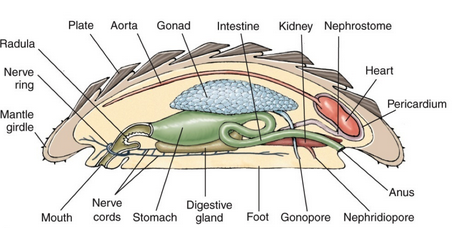 Plate
Aorta
Gonad
Intestine
Kidney
Nephrostome
Radula
Heart
Nerve
ring
Pericardium
Mantle
girdle
Anus
Mouth
Nerve
cords
Stomach
Digestive
gland
Foot
Gonopore
Nephridiopore